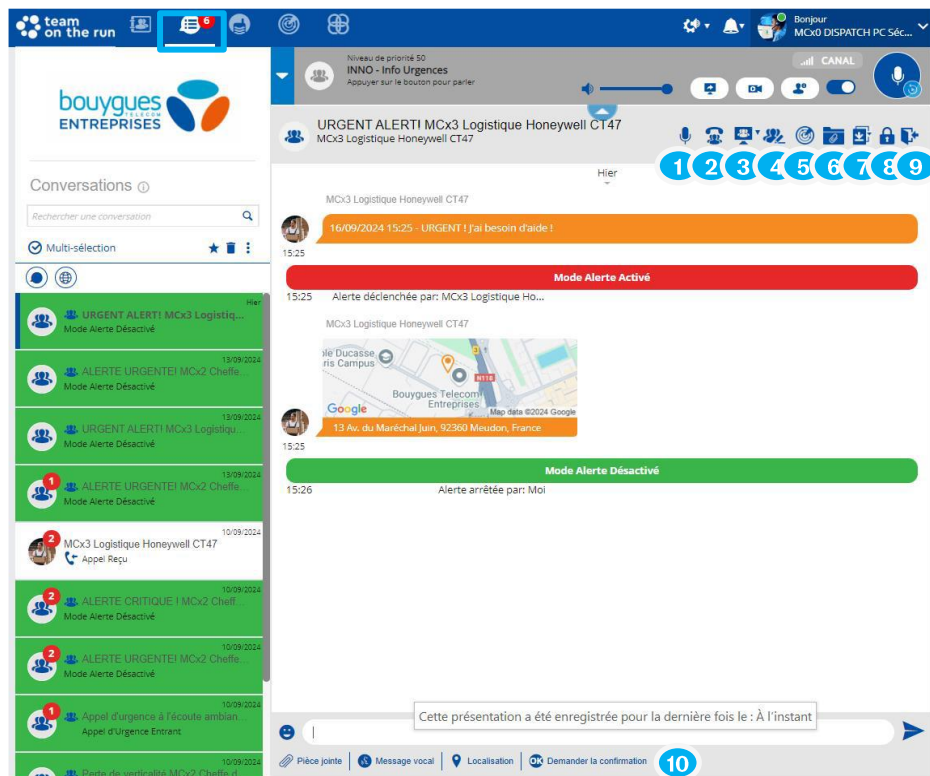 team
on the run
6
Bonjour
MCx0 DISPATCH PC Séc...
Niveau de priorité 50
INNO - Info Urgences
Appuyer sur le bouton pour parler
CANAL
bouygues
TELECOM
ENTREPRISES
URGENT ALERT! MCx3 Logistique Honeywell CT47
MCx3 Logistique Honeywell CT47
1 2 3 4 5 6 7 8 9
Conversations
Rechercher une conversation
Multi-sélection
Hier
URGENT ALERT! MCx3 Logistiq...
Mode Alerte Désactivé
13/09/2024
ALERTE URGENTE! MCx2 Cheffe...
Mode Alerte Désactivé
13/09/2024
URGENT ALERT! MCx3 Logistiqu...
Mode Alerte Désactivé
13/09/2024
1
ALERTE URGENTE! MCx2 Cheffe...
Mode Alerte Désactivé
10/09/2024
2
MCx3 Logistique Honeywell CT47
Appel Reçu
10/09/2024
2
ALERTE CRITIQUE ! MCx2 Cheff...
Mode Alerte Désactivé
10/09/2024
2
ALERTE URGENTE! MCx2 Cheffe...
Mode Alerte Désactivé
10/09/2024
1
Appel d'urgence à l'écoute ambian...
Appel d'Urgence Entrant
10/09/2024
Perte de verticalité MCx2 Cheffe d...
Hier
MCx3 Logistique Honeywell CT47
16/09/2024 15:25 - URGENT ! J'ai besoin d'aide !
15:25
Mode Alerte Activé
15:25 Alerte déclenchée par: MCx3 Logistique Ho...
MCx3 Logistique Honeywell CT47
ole Ducasse
ris Campus
N118
Bouygues Telecom
Entreprises
Google
Map data ©2024 Google
13 Av. du Maréchal Juin, 92360 Meudon, France
15:25
Mode Alerte Désactivé
15:26 Alerte arrêtée par: Moi
Cette présentation a été enregistrée pour la dernière fois le : À l'instant
Pièce jointe
Message vocal
Localisation
OK Demander la confirmation
10